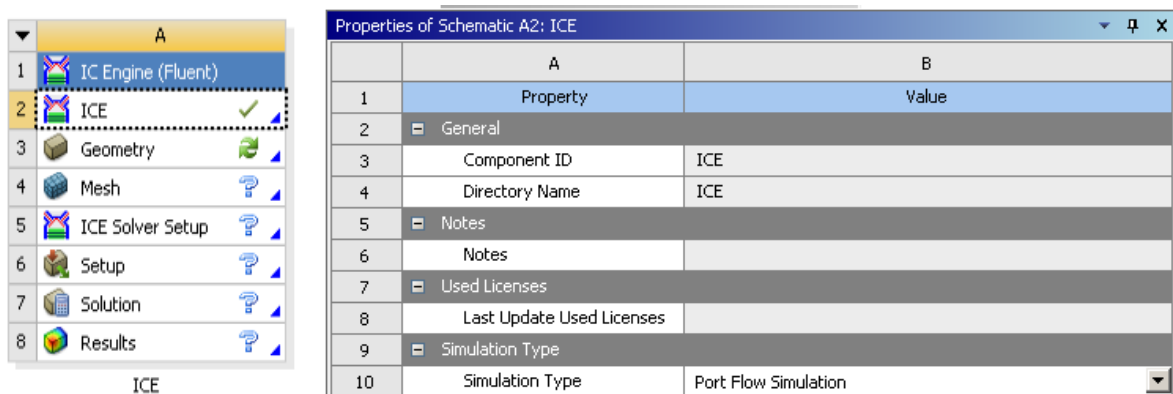 A
1 IC Engine (Fluent)
2 ICE
3 Geometry
4 Mesh
5 ICE Solver Setup
6 Setup
7 Solution
8 Results
ICE
Properties of Schematic A2: ICE
A B
1 Property Value
2 General
3 Component ID ICE
4 Directory Name ICE
5 Notes
6 Notes
7 Used Licenses
8 Last Update Used Licenses
9 Simulation Type
10 Simulation Type Port Flow Simulation